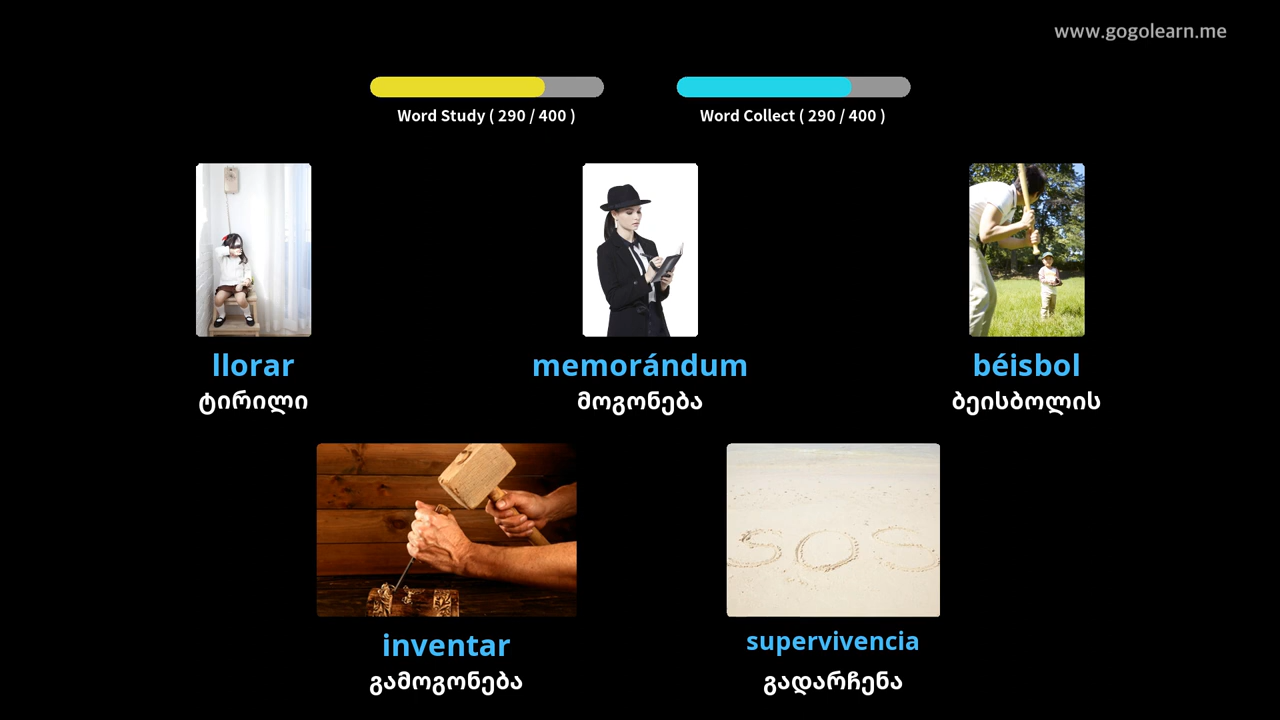 www.gogolearn.me
Word Study ( 290 / 400 )
Word Collect ( 290 / 400 )
llorar
ტირილი
memorándum
მოგონება
béisbol
ბეისბოლის
SOS
inventar
გამოგონება
supervivencia
გადარჩენა